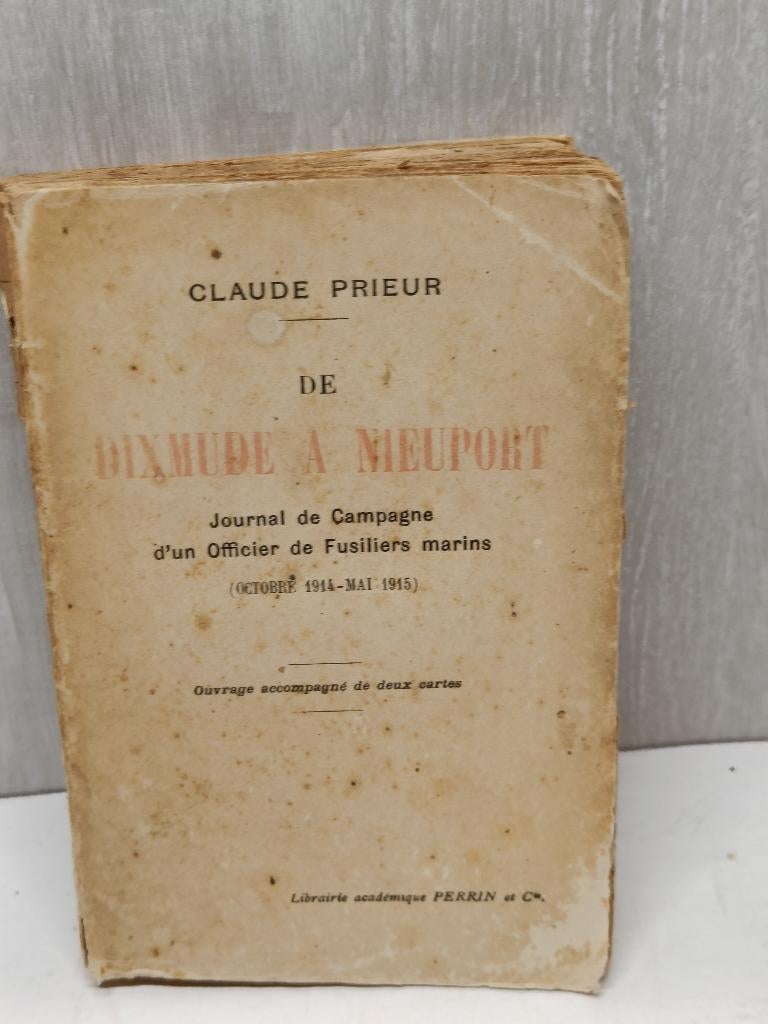 CLAUDE PRIEUR
DE
DIXMUDE A NIEUPORT
Journal de Campagne
d'un Officier de Fusiliers marins
(OCTOBRE 1914-MAI 1915)
Ouvrage accompagné de deux cartes
Librairie académique PERRIN et Cie.